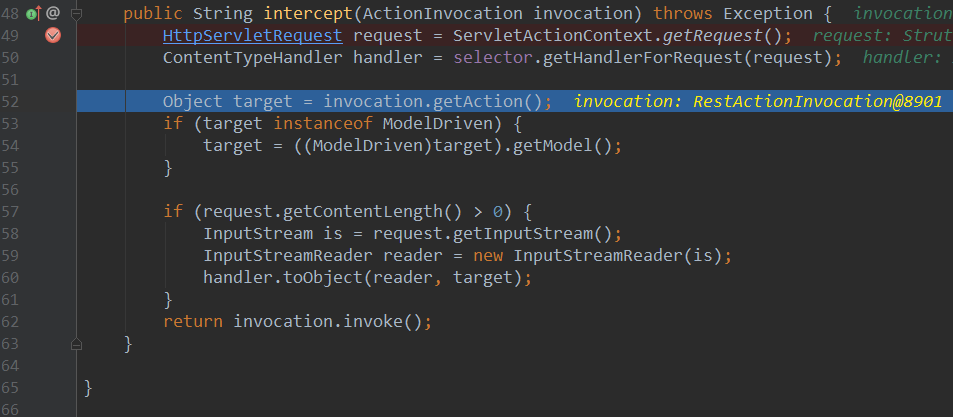 48 @ public String intercept(ActionInvocation invocation) throws Exception { invocation
49 HttpServletRequest request = ServletActionContext.getRequest(); request: Strut
50 ContentTypeHandler handler = selector.getHandlerForRequest(request); handler:
51
52 Object target = invocation.getAction(); invocation: RestActionInvocation@8901
53 if (target instanceof ModelDriven) {
54 target = ((ModelDriven)target).getModel();
55 }
56
57 if (request.getContentLength() > 0) {
58 InputStream is = request.getInputStream();
59 InputStreamReader reader = new InputStreamReader(is);
60 handler.toObject(reader, target);
61 }
62 return invocation.invoke();
63 }
64
65 }
66